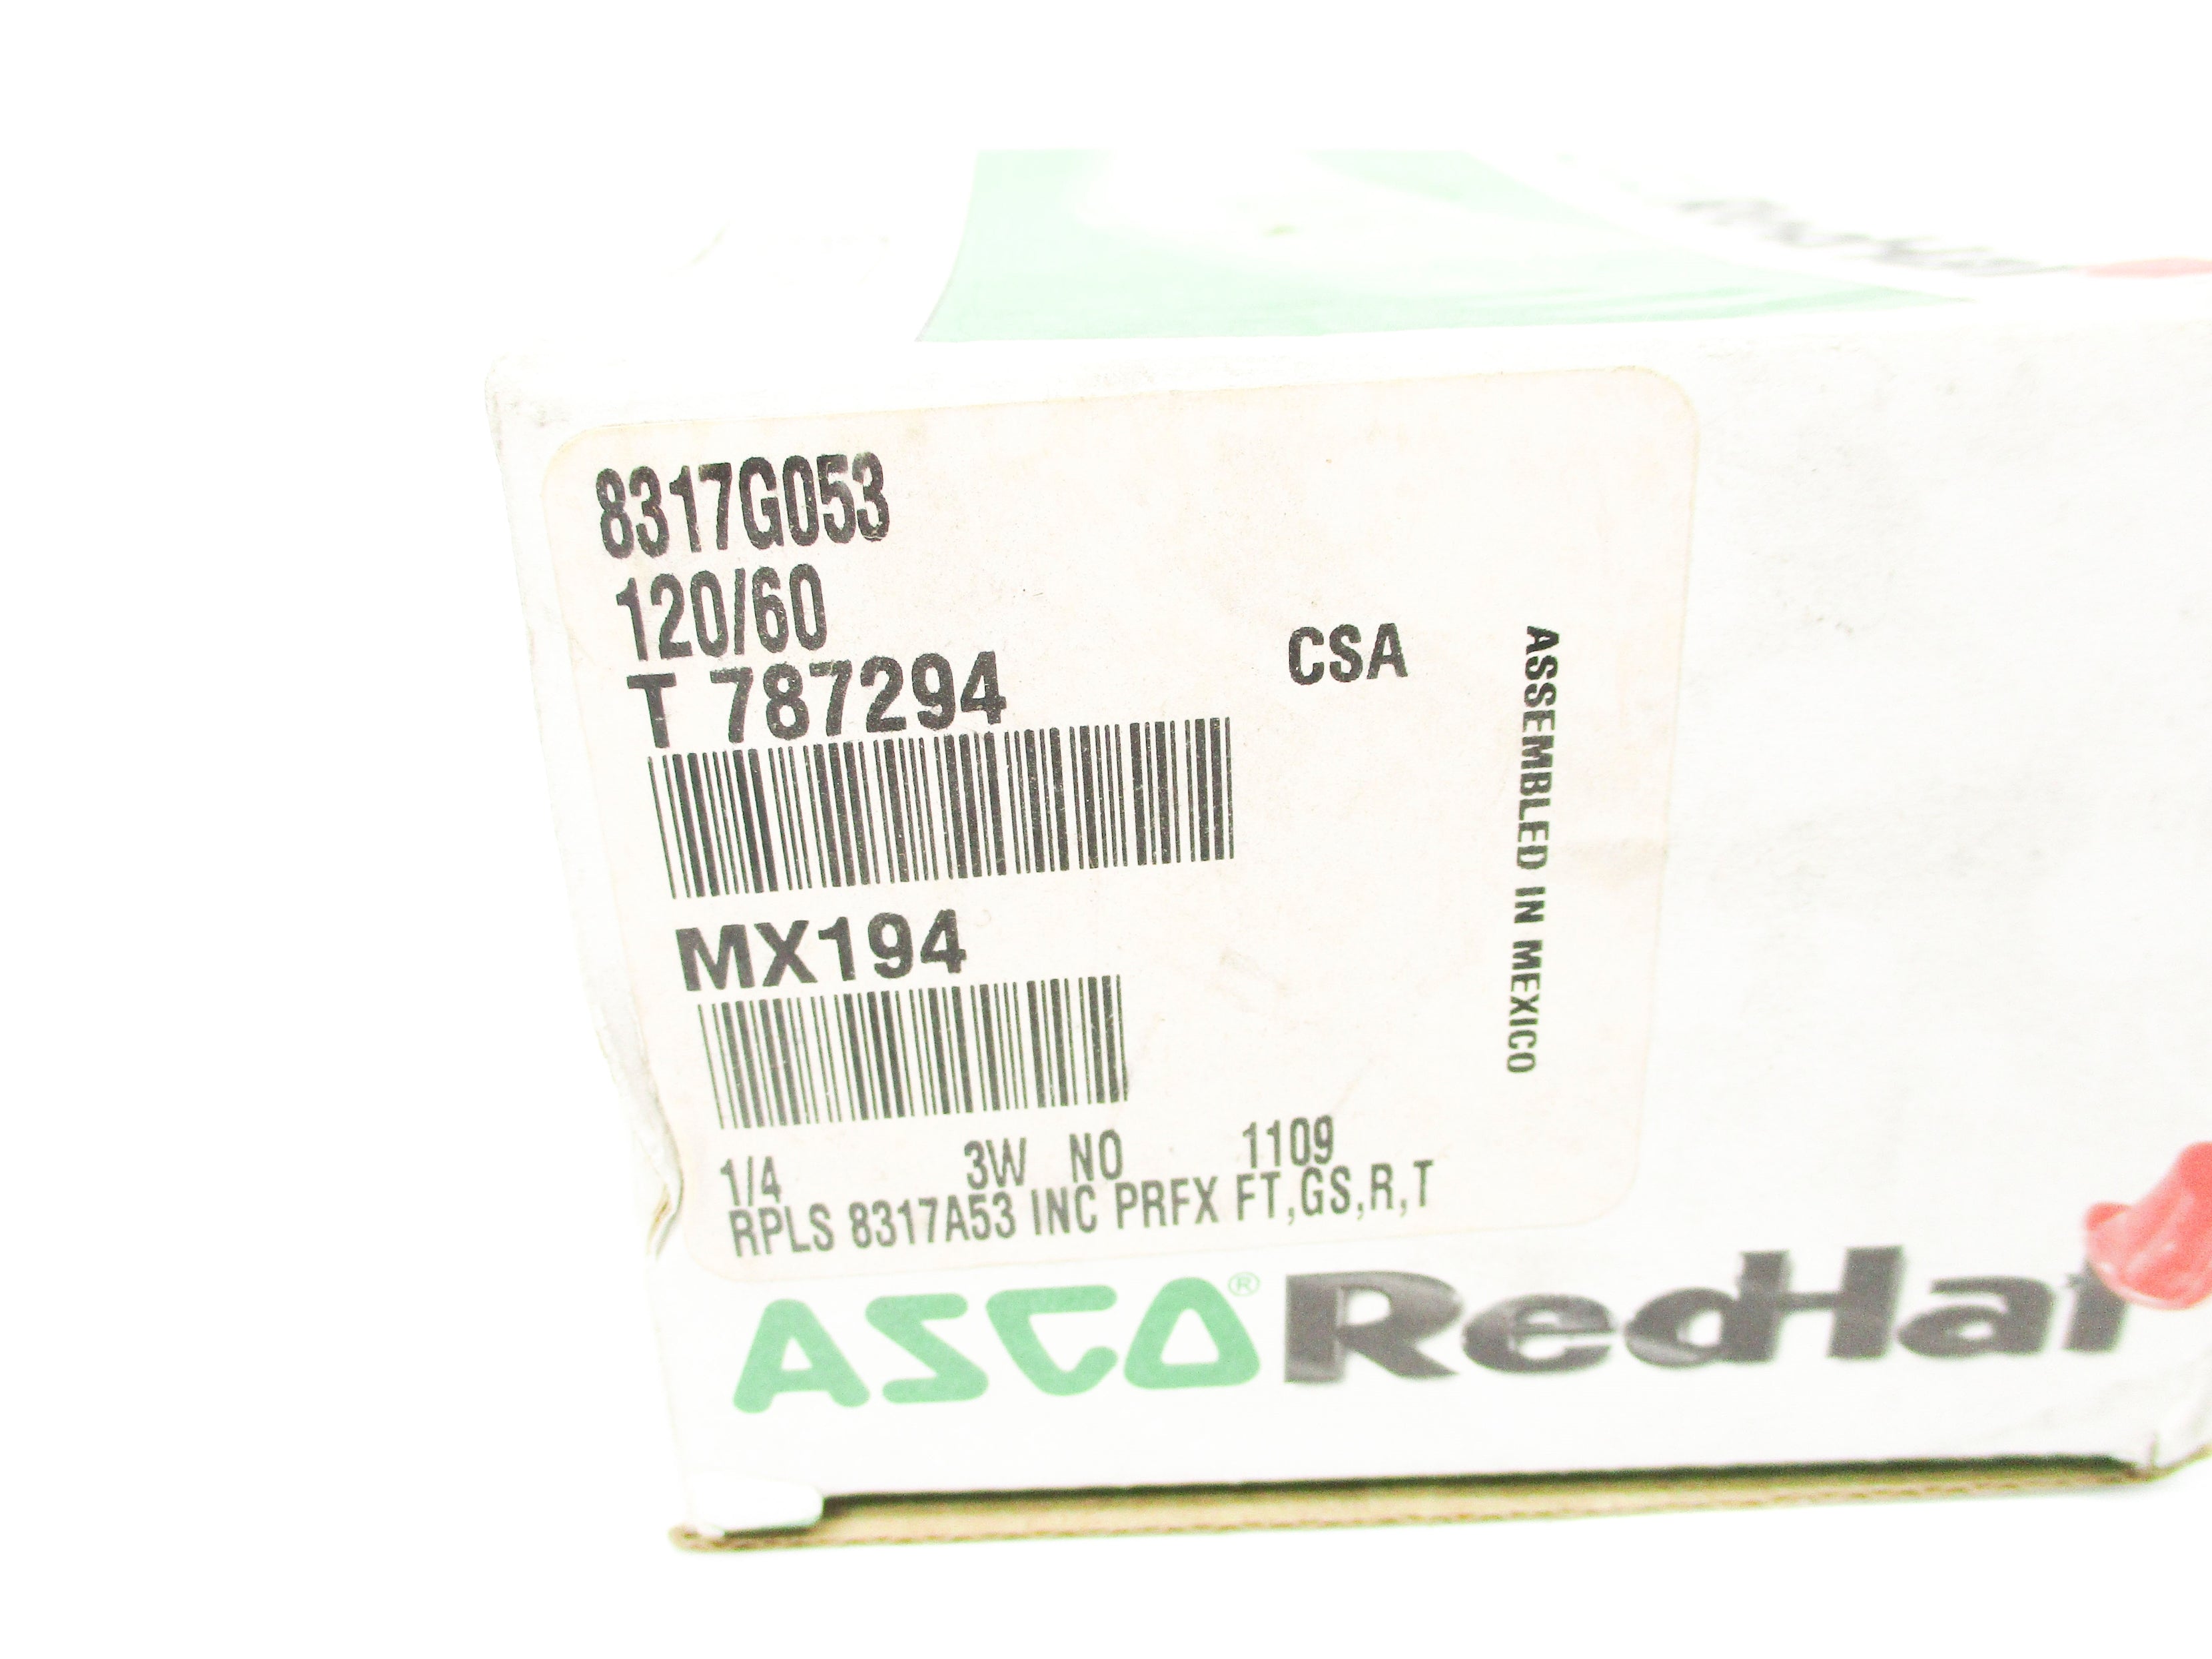 8317G053
120/60
T 787294
CSA
ASSEMBLED IN MEXICO
MX194
1/4 3W NO 1109
RPLS 8317A53 INC PRFX FT,GS,R,T
ASCO® RedHat